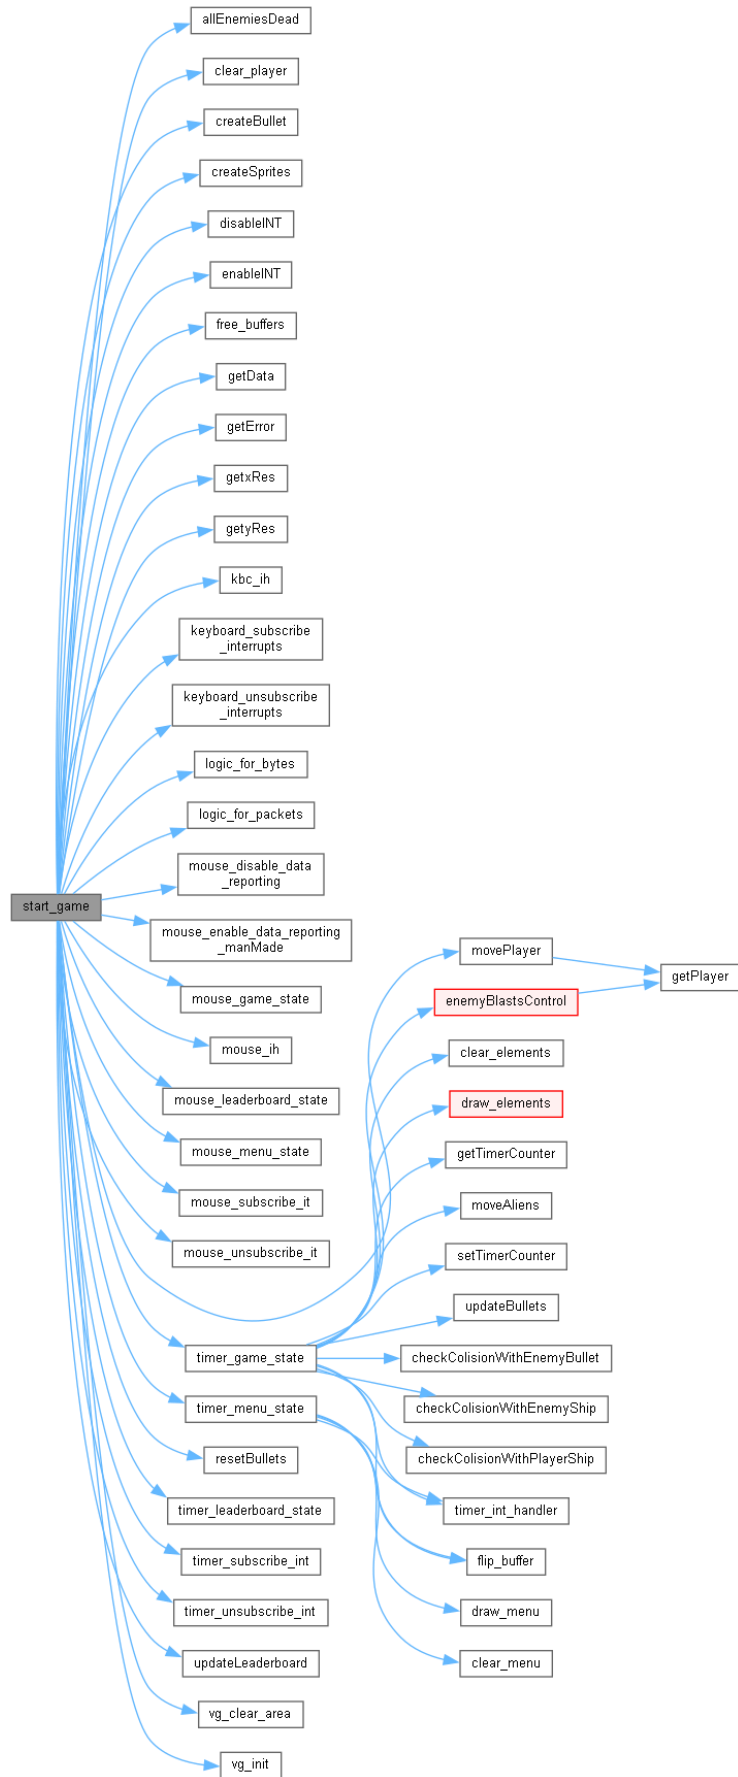 allEnemiesDead
clear_player
createBullet
createSprites
disableINT
enableINT
free_buffers
getData
getError
getxRes
getyRes
kbc_ih
keyboard_subscribe
_interrupts
keyboard_unsubscribe
_interrupts
logic_for_bytes
logic_for_packets
mouse_disable_data
_reporting
start_game
mouse_enable_data_reporting
_manMade
mouse_game_state
mouse_ih
mouse_leaderboard_state
mouse_menu_state
mouse_subscribe_it
mouse_unsubscribe_it
timer_game_state
timer_menu_state
resetBullets
timer_leaderboard_state
timer_subscribe_int
timer_unsubscribe_int
updateLeaderboard
vg_clear_area
vg_init
movePlayer
enemyBlastsControl
clear_elements
draw_elements
getTimerCounter
moveAliens
setTimerCounter
updateBullets
checkColisionWithEnemyBullet
checkColisionWithEnemyShip
checkColisionWithPlayerShip
timer_int_handler
flip_buffer
draw_menu
clear_menu
getPlayer